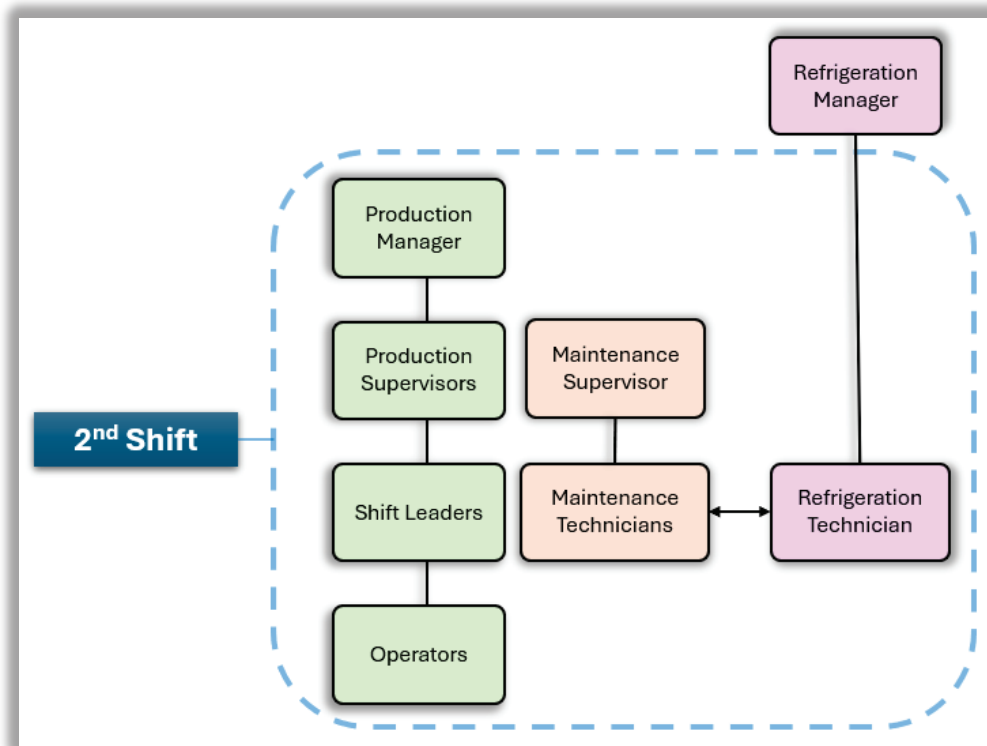 Refrigeration
Manager
Production
Manager
Production
Supervisors
Maintenance
Supervisor
2nd Shift
Shift Leaders
Maintenance
Technicians
Refrigeration
Technician
Operators